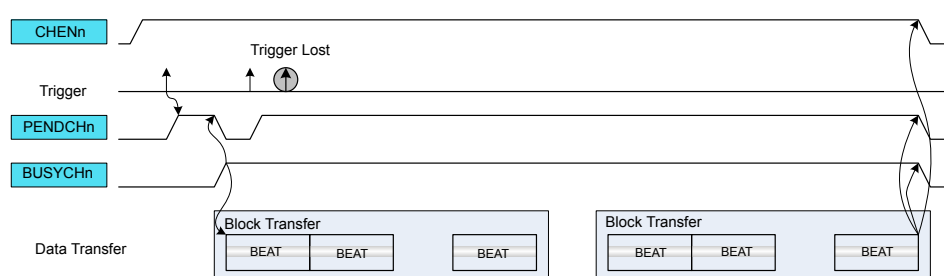 CHENn
Trigger Lost
Trigger
PENDCHn
BUSYCHn
Block Transfer
Block Transfer
Data Transfer
BEAT
BEAT
BEAT
BEAT
BEAT
BEAT